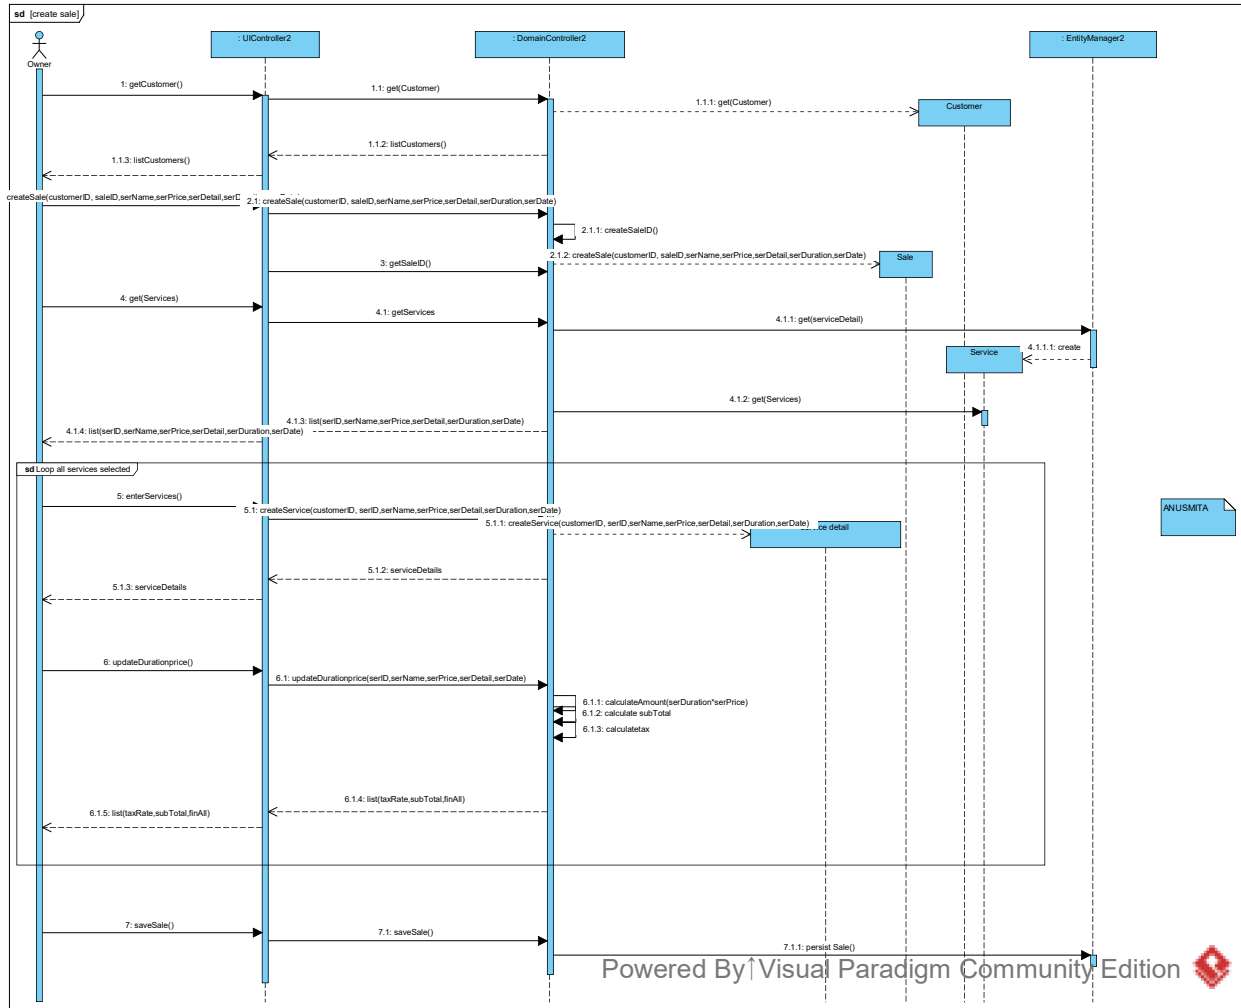 sd [create sale]
: UIController2
: DomainController2
: EntityManager2
Owner
1: getCustomer()
1.1: get(Customer)
1.1.1: get(Customer)
Customer
1.1.2: listCustomers()
1.1.3: listCustomers()
createSale(customerID, saleID,serName,serPrice,serDetail,serD
2.1: createSale(customerID, saleID,serName,serPrice,serDetail,serDuration,serDate)
2.1.1: createSaleID()
2.1.2: createSale(customerID, saleID,serName,serPrice,serDetail,serDuration,serDate)
Sale
3: getSaleID()
4: get(Services)
4.1: getServices
4.1.1: get(serviceDetail)
Service
4.1.1.1: create
4.1.2: get(Services)
4.1.3: list(serID,serName,serPrice,serDetail,serDuration,serDate)
4.1.4: list(serID,serName,serPrice,serDetail,serDuration,serDate)
sd Loop all services selected
5: enterServices()
5.1: createService(customerID, serID,serName,serPrice,serDetail,serDuration,serDate)
ANUSMITA
5.1.1: createService(customerID, serID,serName,serPrice,serDetail,serDuration,serDate)
detail
5.1.2: serviceDetails
5.1.3: serviceDetails
6: updateDurationprice()
6.1: updateDurationprice(serID,serName,serPrice,serDetail,serDate)
6.1.1: calculateAmount(serDuration*serPrice)
6.1.2: calculate subTotal
6.1.3: calculatetax
6.1.4: list(taxRate,subTotal,finAll)
6.1.5: list(taxRate,subTotal,finAll)
7: saveSale()
7.1: saveSale()
7.1.1: persist Sale()
Powered By Visual Paradigm Community Edition